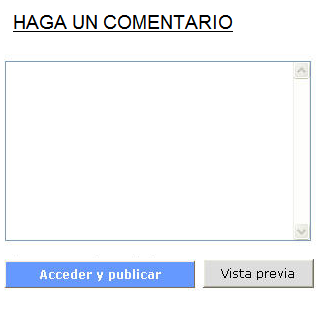 HAGA UN COMENTARIO
Acceder y publicar
Vista previa